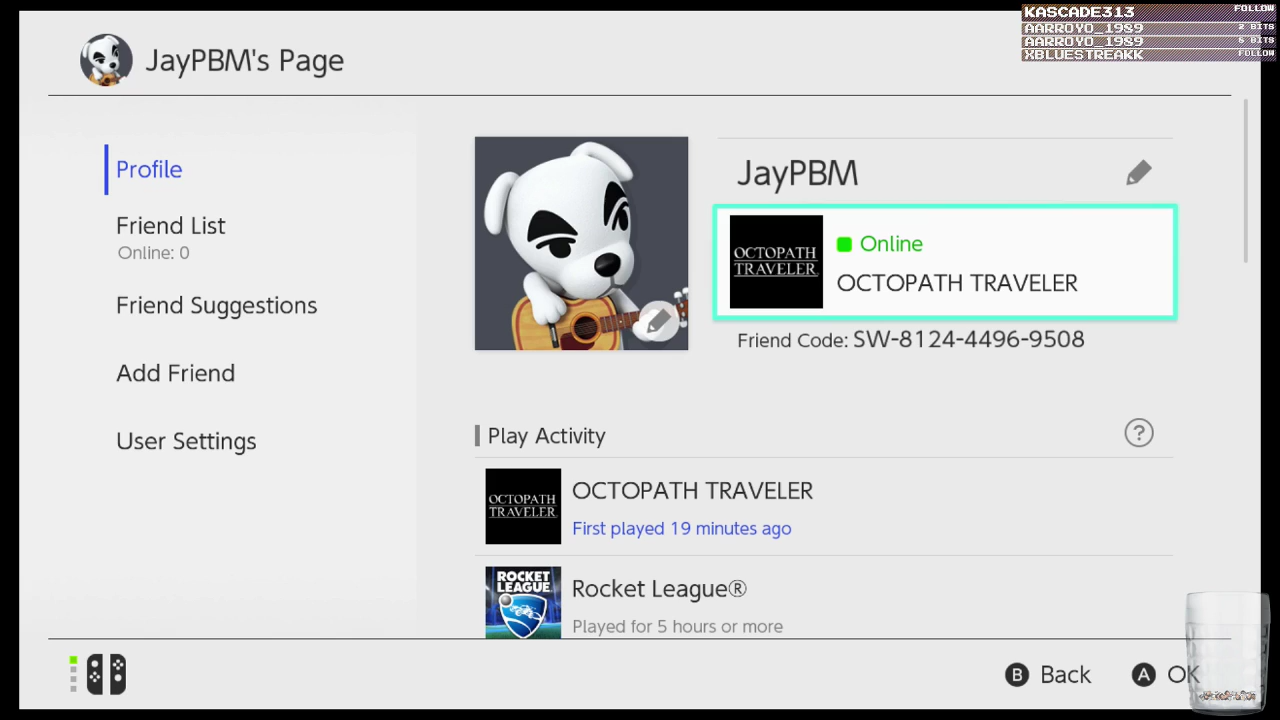 KASCADE313 FOLLOW
AARROYO_1989 2 BITS
AARROYO_1989 6 BITS
XBLUESTREAKK FOLLOW
JayPBM's Page
Profile
Friend List
Online: 0
Friend Suggestions
Add Friend
User Settings
JayPBM
OCTOPATH
TRAVELER
Online
OCTOPATH TRAVELER
Friend Code: SW-8124-4496-9508
Play Activity
?
OCTOPATH
TRAVELER
OCTOPATH TRAVELER
First played 19 minutes ago
ROCKET
LEAGUE
Rocket League®
Played for 5 hours or more
B Back
A OK